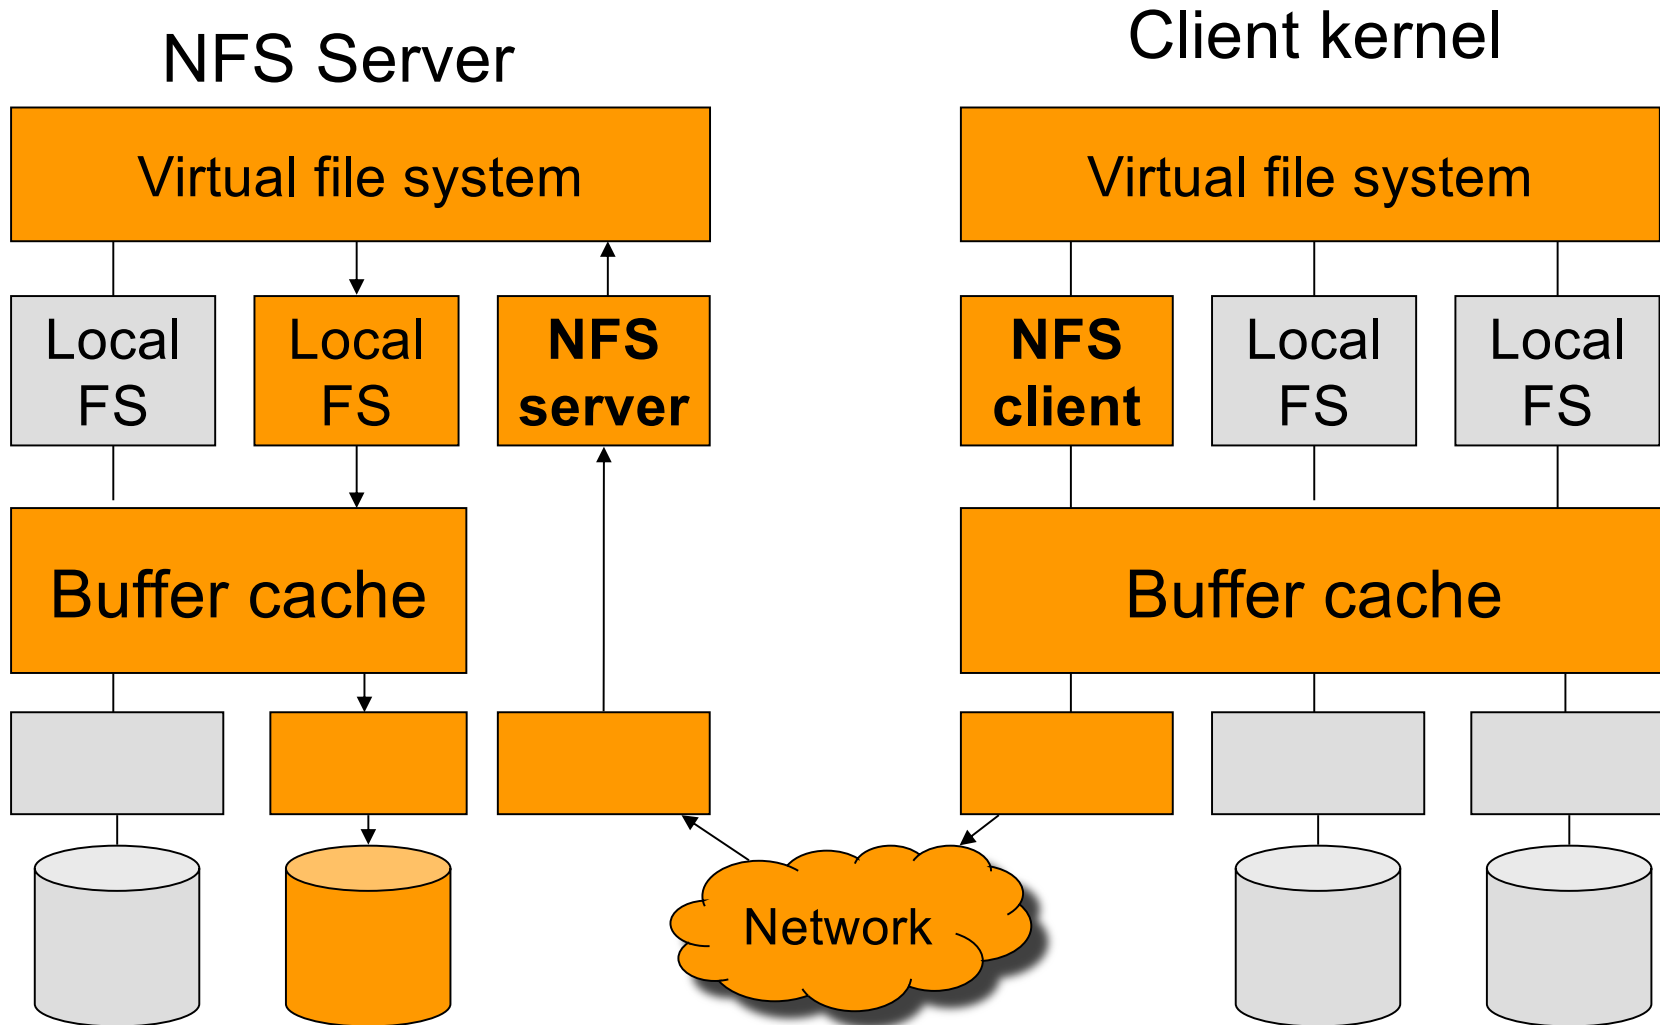 NFS Server
Client kernel
Virtual file system
Virtual file system
Local
FS
Local
FS
NFS
server
NFS
client
Local
FS
Local
FS
Buffer cache
Buffer cache
Network